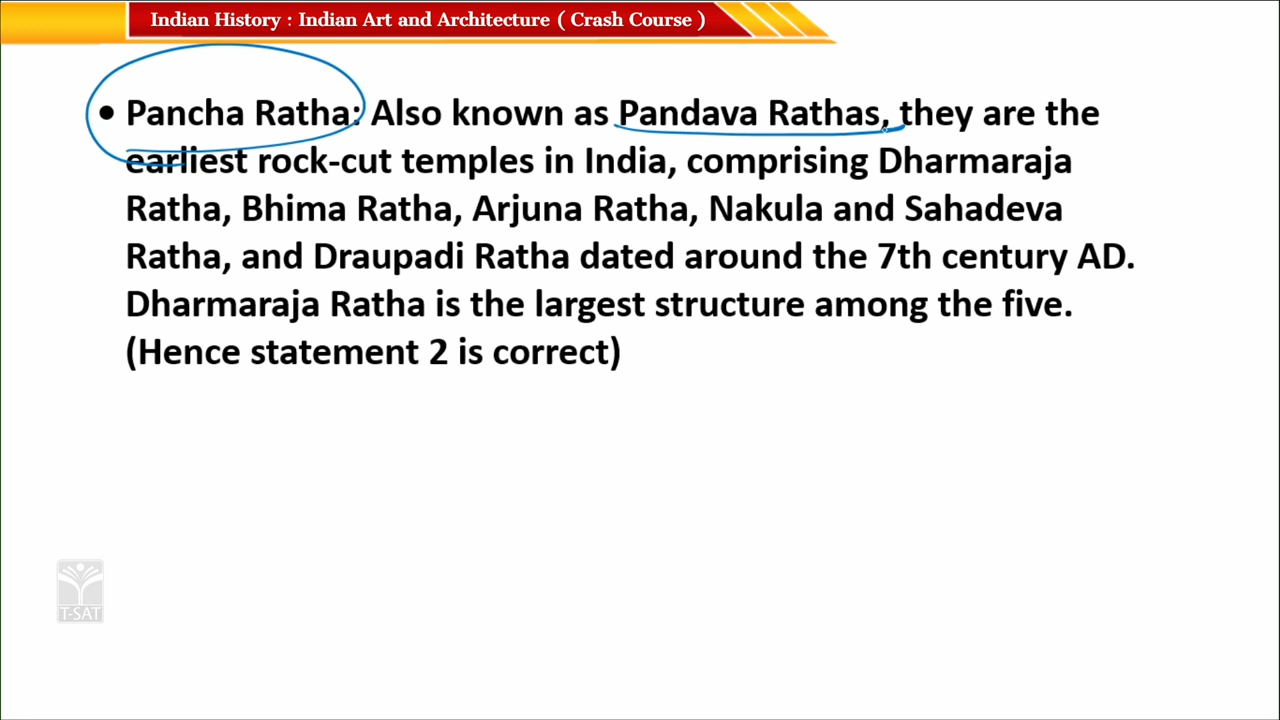 Indian History : Indian Art and Architecture ( Crash Course )
• Pancha Ratha: Also known as Pandava Rathas, they are the
earliest rock-cut temples in India, comprising Dharmaraja
Ratha, Bhima Ratha, Arjuna Ratha, Nakula and Sahadeva
Ratha, and Draupadi Ratha dated around the 7th century AD.
Dharmaraja Ratha is the largest structure among the five.
(Hence statement 2 is correct)
T-SAT